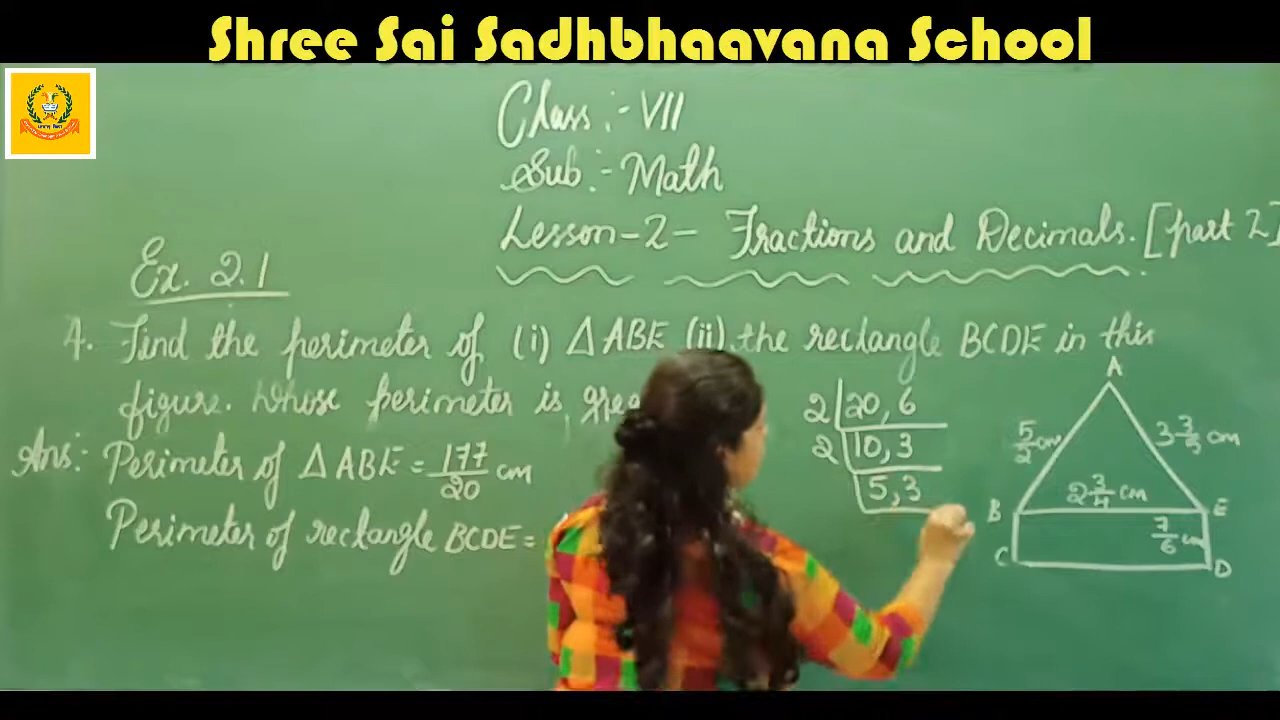 Shree Sai Sadhbhaavana School
Class :- VII
Sub :- Math
Lesson-2- Fractions and Decimals. [part 2]
Ex. 2.1
A. Find the perimeter of (i) △ABE (ii) the rectangle BCDE in this
figure. Whose perimeter is
Ans:- Perimeter of △ABE = 177/20 cm
Perimeter of rectangle BCDE =
2 | 20, 6
2 | 10, 3
5, 3
A
5/2 cm
3 3/5 cm
2 3/4 cm
B
E
7/6 cm
C
D